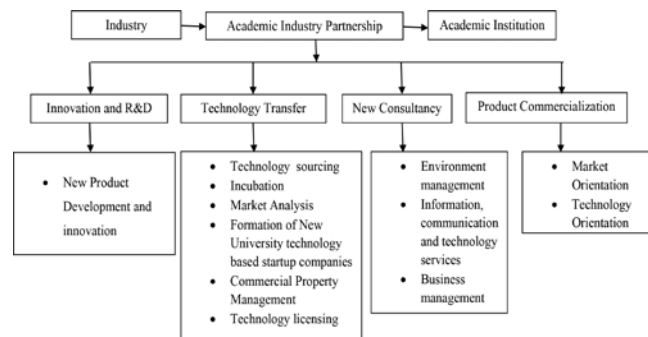 Industry
Academic Industry Partnership
Academic Institution
Innovation and R&D
Technology Transfer
New Consultancy
Product Commercialization
• New Product
Development and
innovation
• Technology sourcing
• Incubation
• Market Analysis
• Formation of New
University technology
based startup companies
• Commercial Property
Management
• Technology licensing
• Environment
management
• Information,
communication
and technology
services
• Business
management
• Market
Orientation
• Technology
Orientation